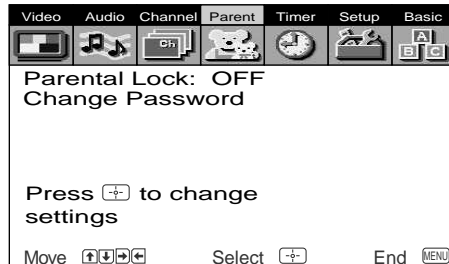 Video Audio Channel Parent Timer Setup Basic
Ch
A
B C
Parental Lock: OFF
Change Password
Press to change
settings
Move Select End MENU